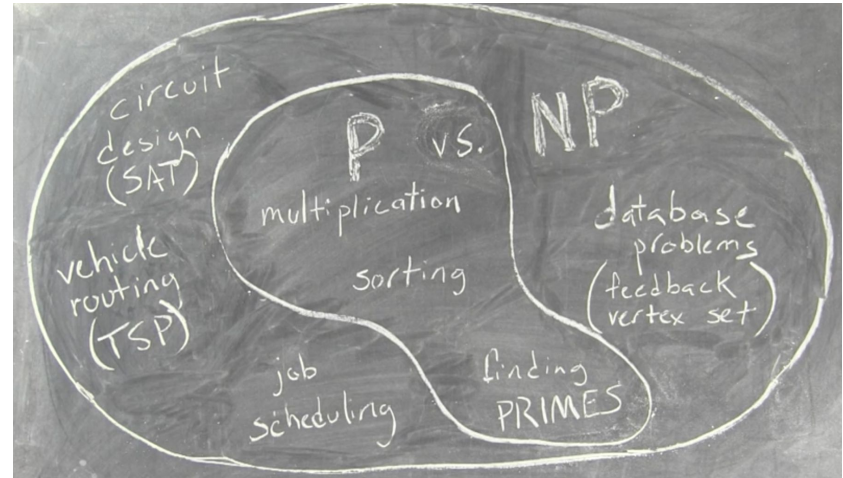 P vs. NP
circuit
design
(SAT)
multiplication
sorting
vehicle
routing
(TSP)
database
problems
(feedback
vertex set)
job
scheduling
finding
PRIMES